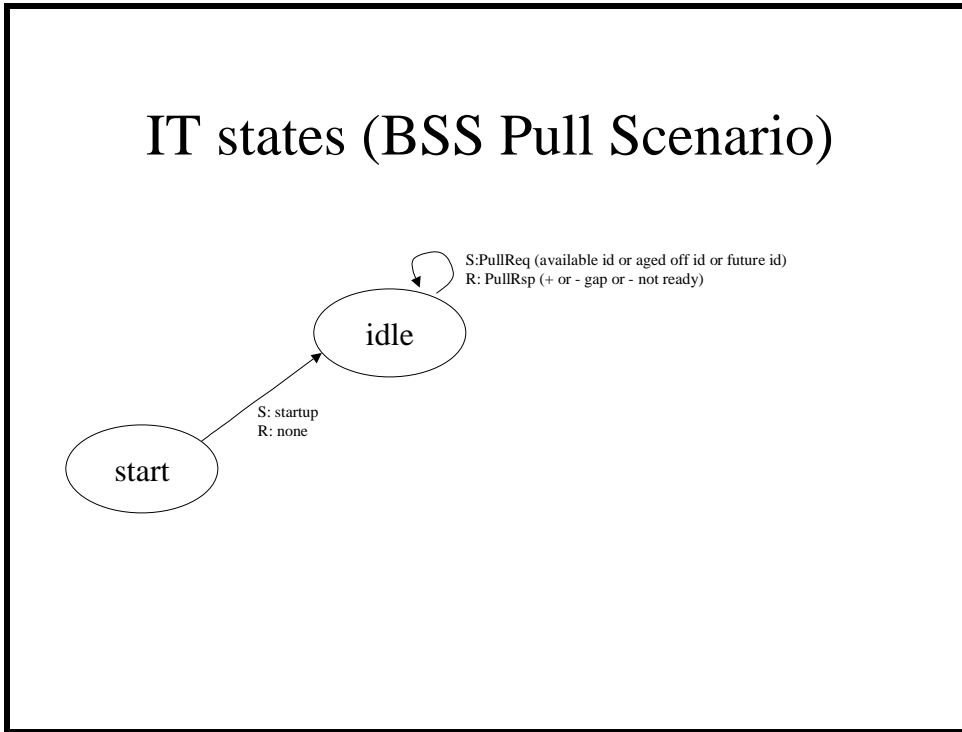 IT states (BSS Pull Scenario)
S:PullReq (available id or aged off id or future id)
R: PullRsp (+ or - gap or - not ready)
idle
S: startup
R: none
start